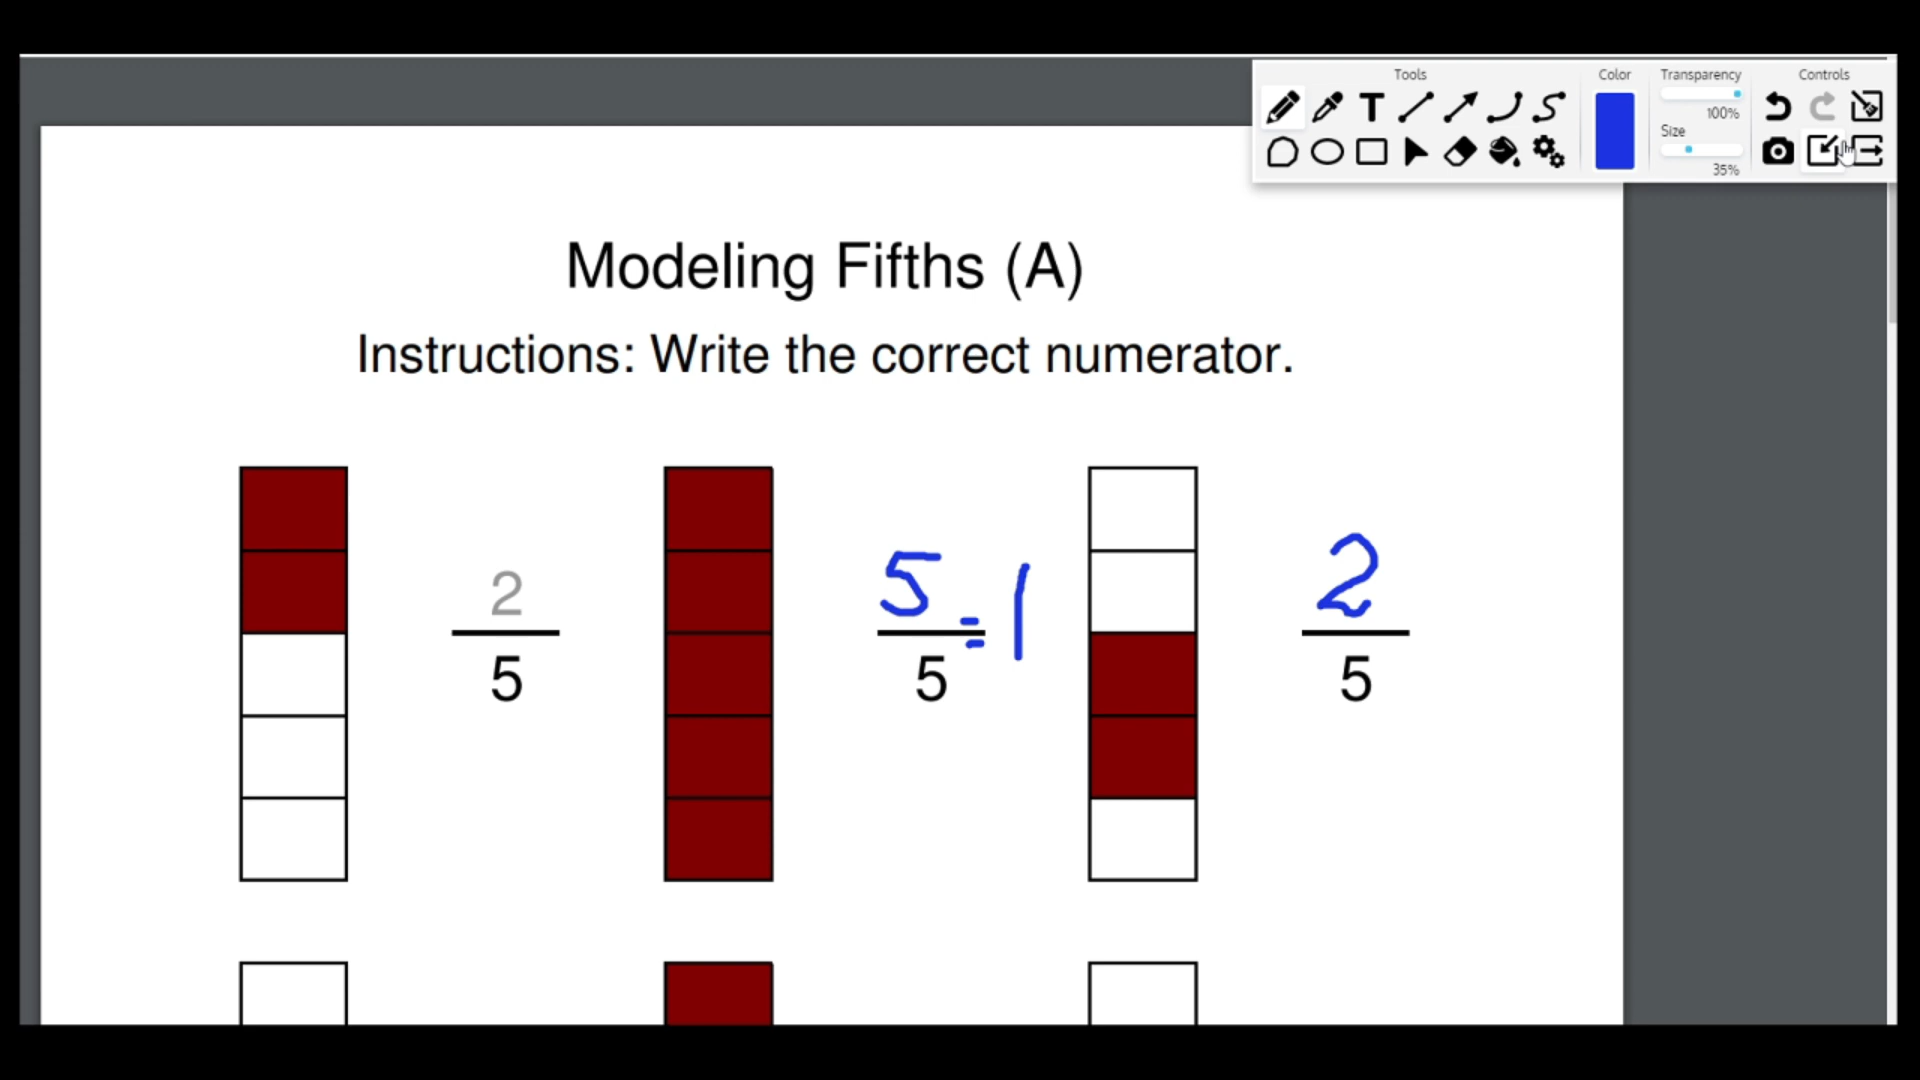 Tools Color Transparency Controls
T 100%
Size
35%
Modeling Fifths (A)
Instructions: Write the correct numerator.
2 5 = 1 2
5 5 5